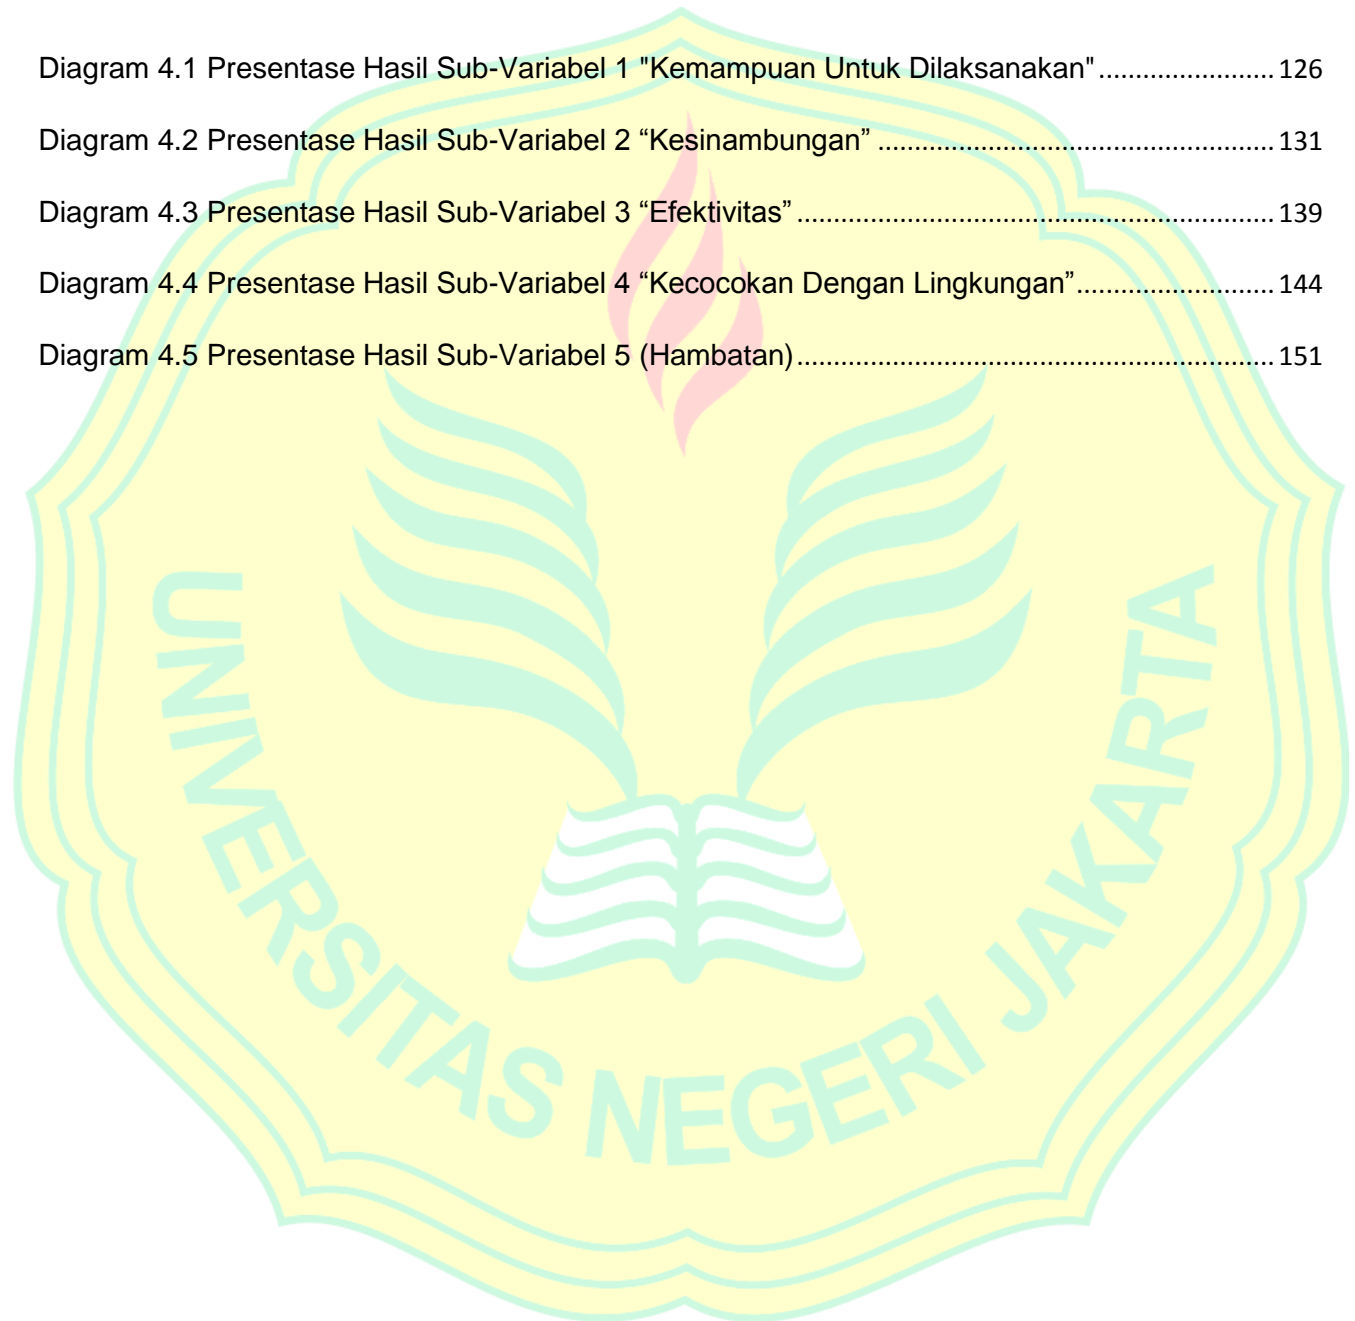 Diagram 4.1 Presentase Hasil Sub-Variabel 1 "Kemampuan Untuk Dilaksanakan" ........................ 126
Diagram 4.2 Presentase Hasil Sub-Variabel 2 “Kesinambungan” ...................................................... 131
Diagram 4.3 Presentase Hasil Sub-Variabel 3 “Efektivitas” ................................................................. 139
Diagram 4.4 Presentase Hasil Sub-Variabel 4 “Kecocokan Dengan Lingkungan” ........................... 144
Diagram 4.5 Presentase Hasil Sub-Variabel 5 (Hambatan) ................................................................. 151
UNIVERSITAS NEGERI JAKARTA